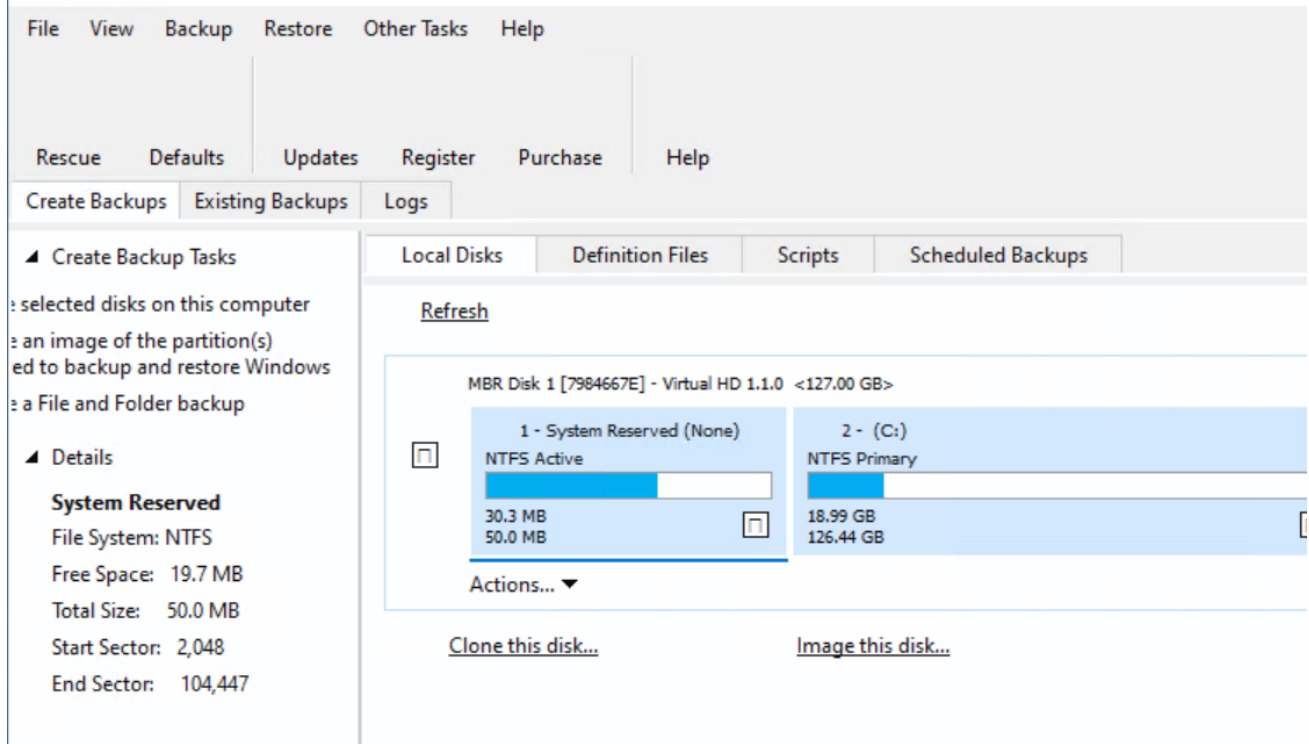 File View Backup Restore Other Tasks Help
Rescue Defaults Updates Register Purchase Help
Create Backups Existing Backups Logs
Create Backup Tasks
selected disks on this computer
an image of the partition(s)
ed to backup and restore Windows
a File and Folder backup
Details
System Reserved
File System: NTFS
Free Space: 19.7 MB
Total Size: 50.0 MB
Start Sector: 2,048
End Sector: 104,447
Local Disks Definition Files Scripts Scheduled Backups
Refresh
MBR Disk 1 [7984667E] - Virtual HD 1.1.0 <127.00 GB>
1 - System Reserved (None)
NTFS Active
30.3 MB
50.0 MB
2 - (C:)
NTFS Primary
18.99 GB
126.44 GB
Actions...
Clone this disk... Image this disk...